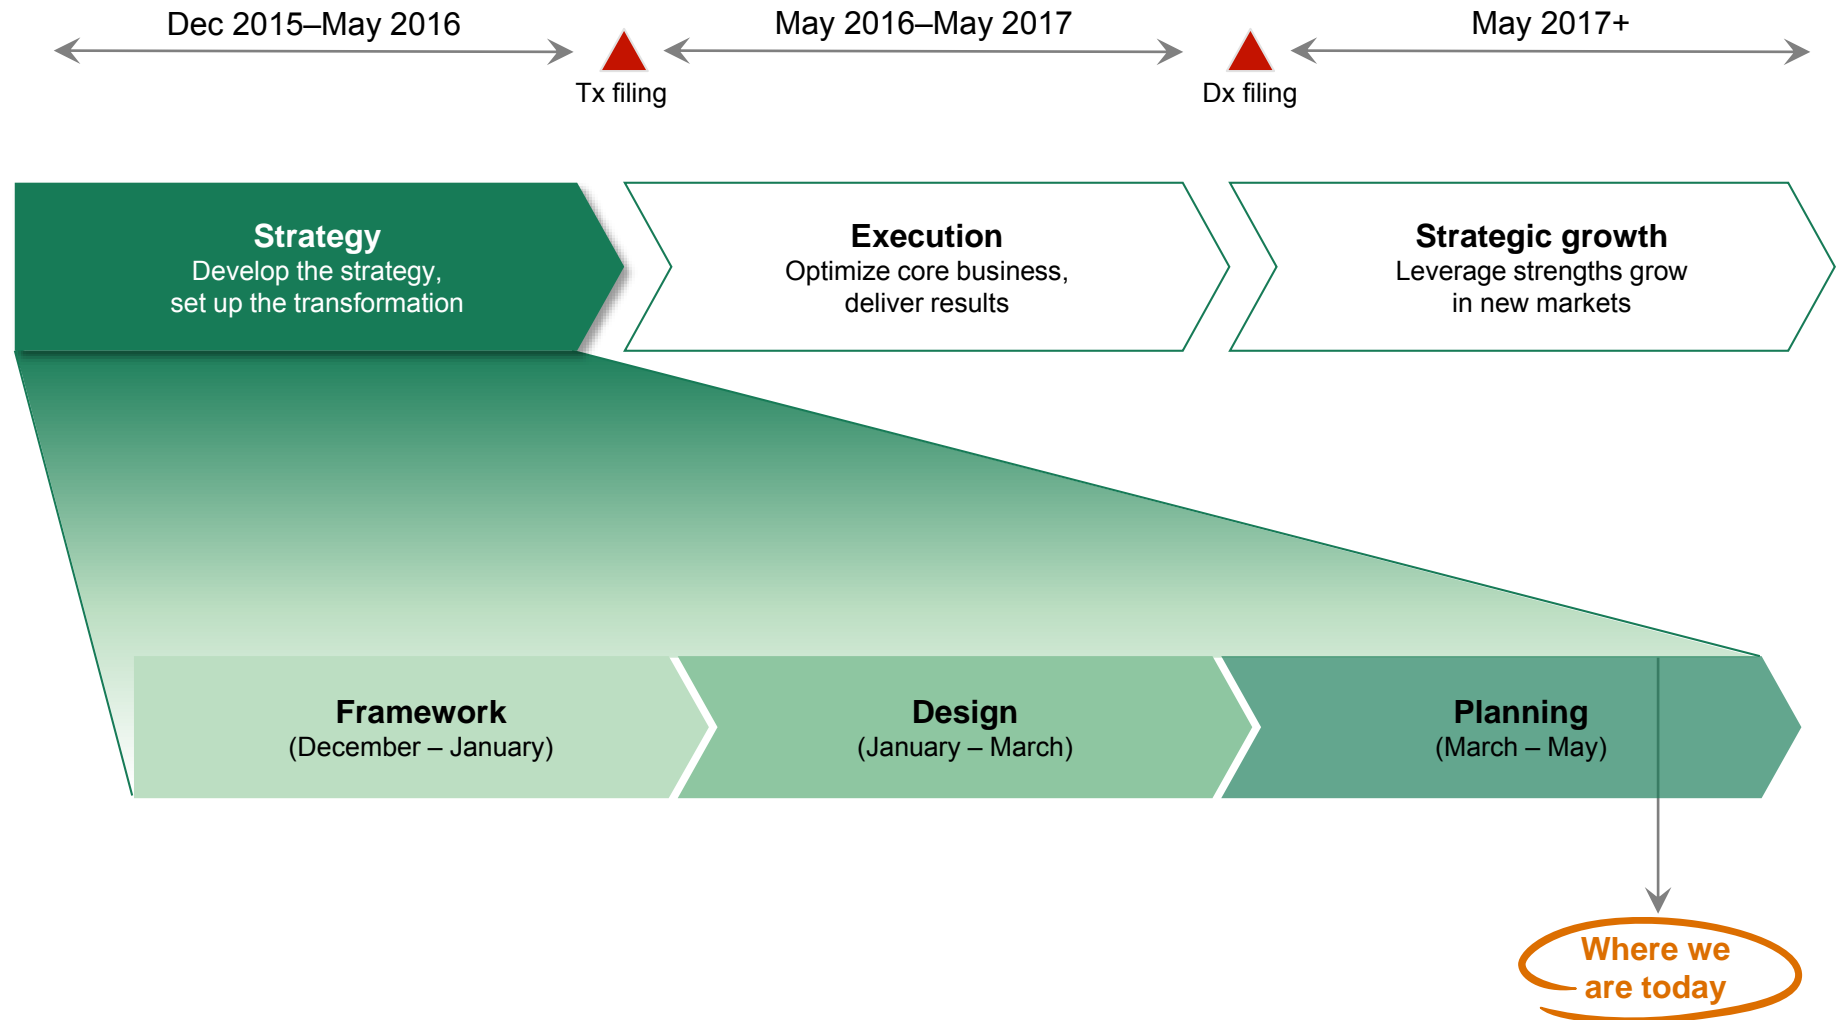 Dec 2015–May 2016
May 2016–May 2017
May 2017+
Tx filing
Dx filing
Strategy
Develop the strategy,
set up the transformation
Execution
Optimize core business,
deliver results
Strategic growth
Leverage strengths grow
in new markets
Framework
(December – January)
Design
(January – March)
Planning
(March – May)
Where we
are today